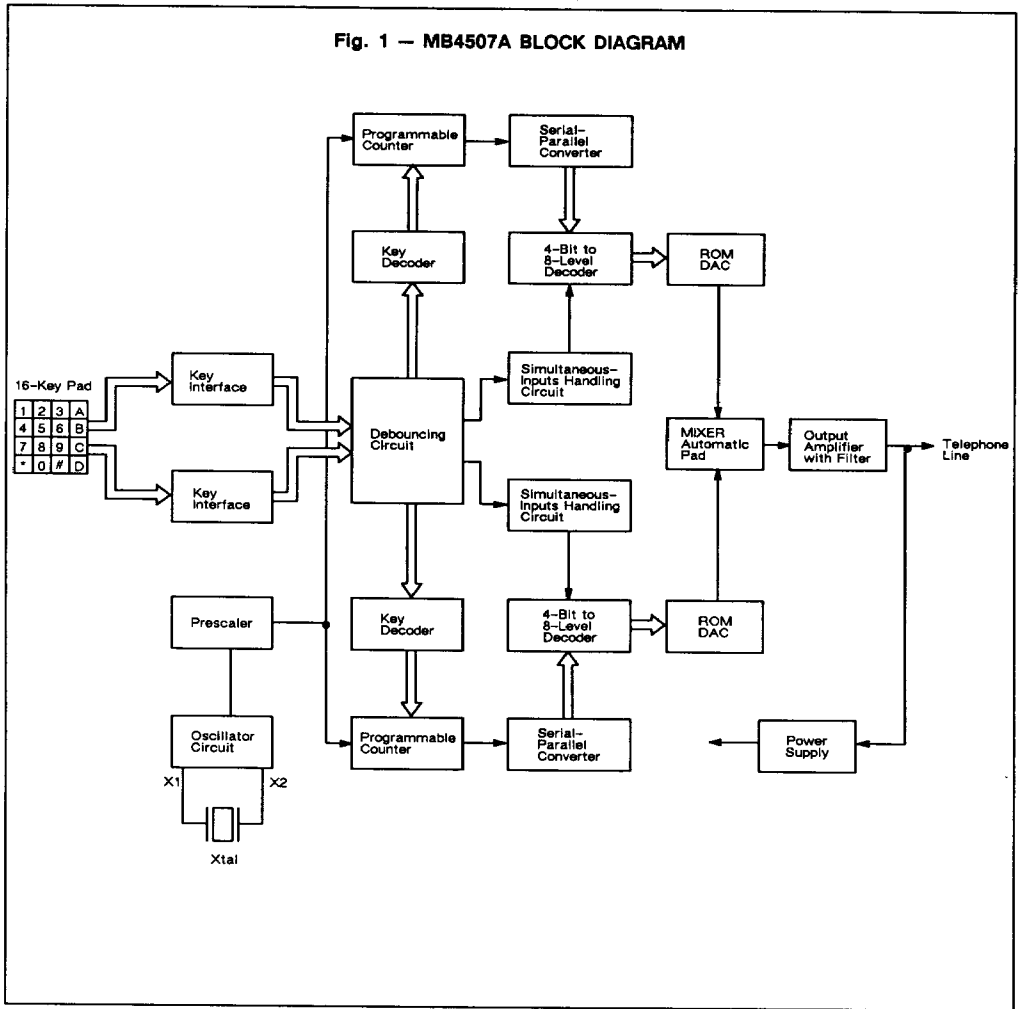 Fig. 1 — MB4507A BLOCK DIAGRAM
Programmable
Counter
Serial-
Parallel
Converter
Key
Decoder
4-Bit to
8-Level
Decoder
ROM
DAC
16-Key Pad
1 2 3 A
4 5 6 B
7 8 9 C
* 0 # D
Key
Interface
Key
Interface
Debouncing
Circuit
Simultaneous-
Inputs Handling
Circuit
Simultaneous-
Inputs Handling
Circuit
MIXER
Automatic
Pad
Output
Amplifier
with Filter
Telephone
Line
Prescaler
Key
Decoder
4-Bit to
8-Level
Decoder
ROM
DAC
Oscillator
Circuit
X1 X2
Xtal
Programmable
Counter
Serial-
Parallel
Converter
Power
Supply